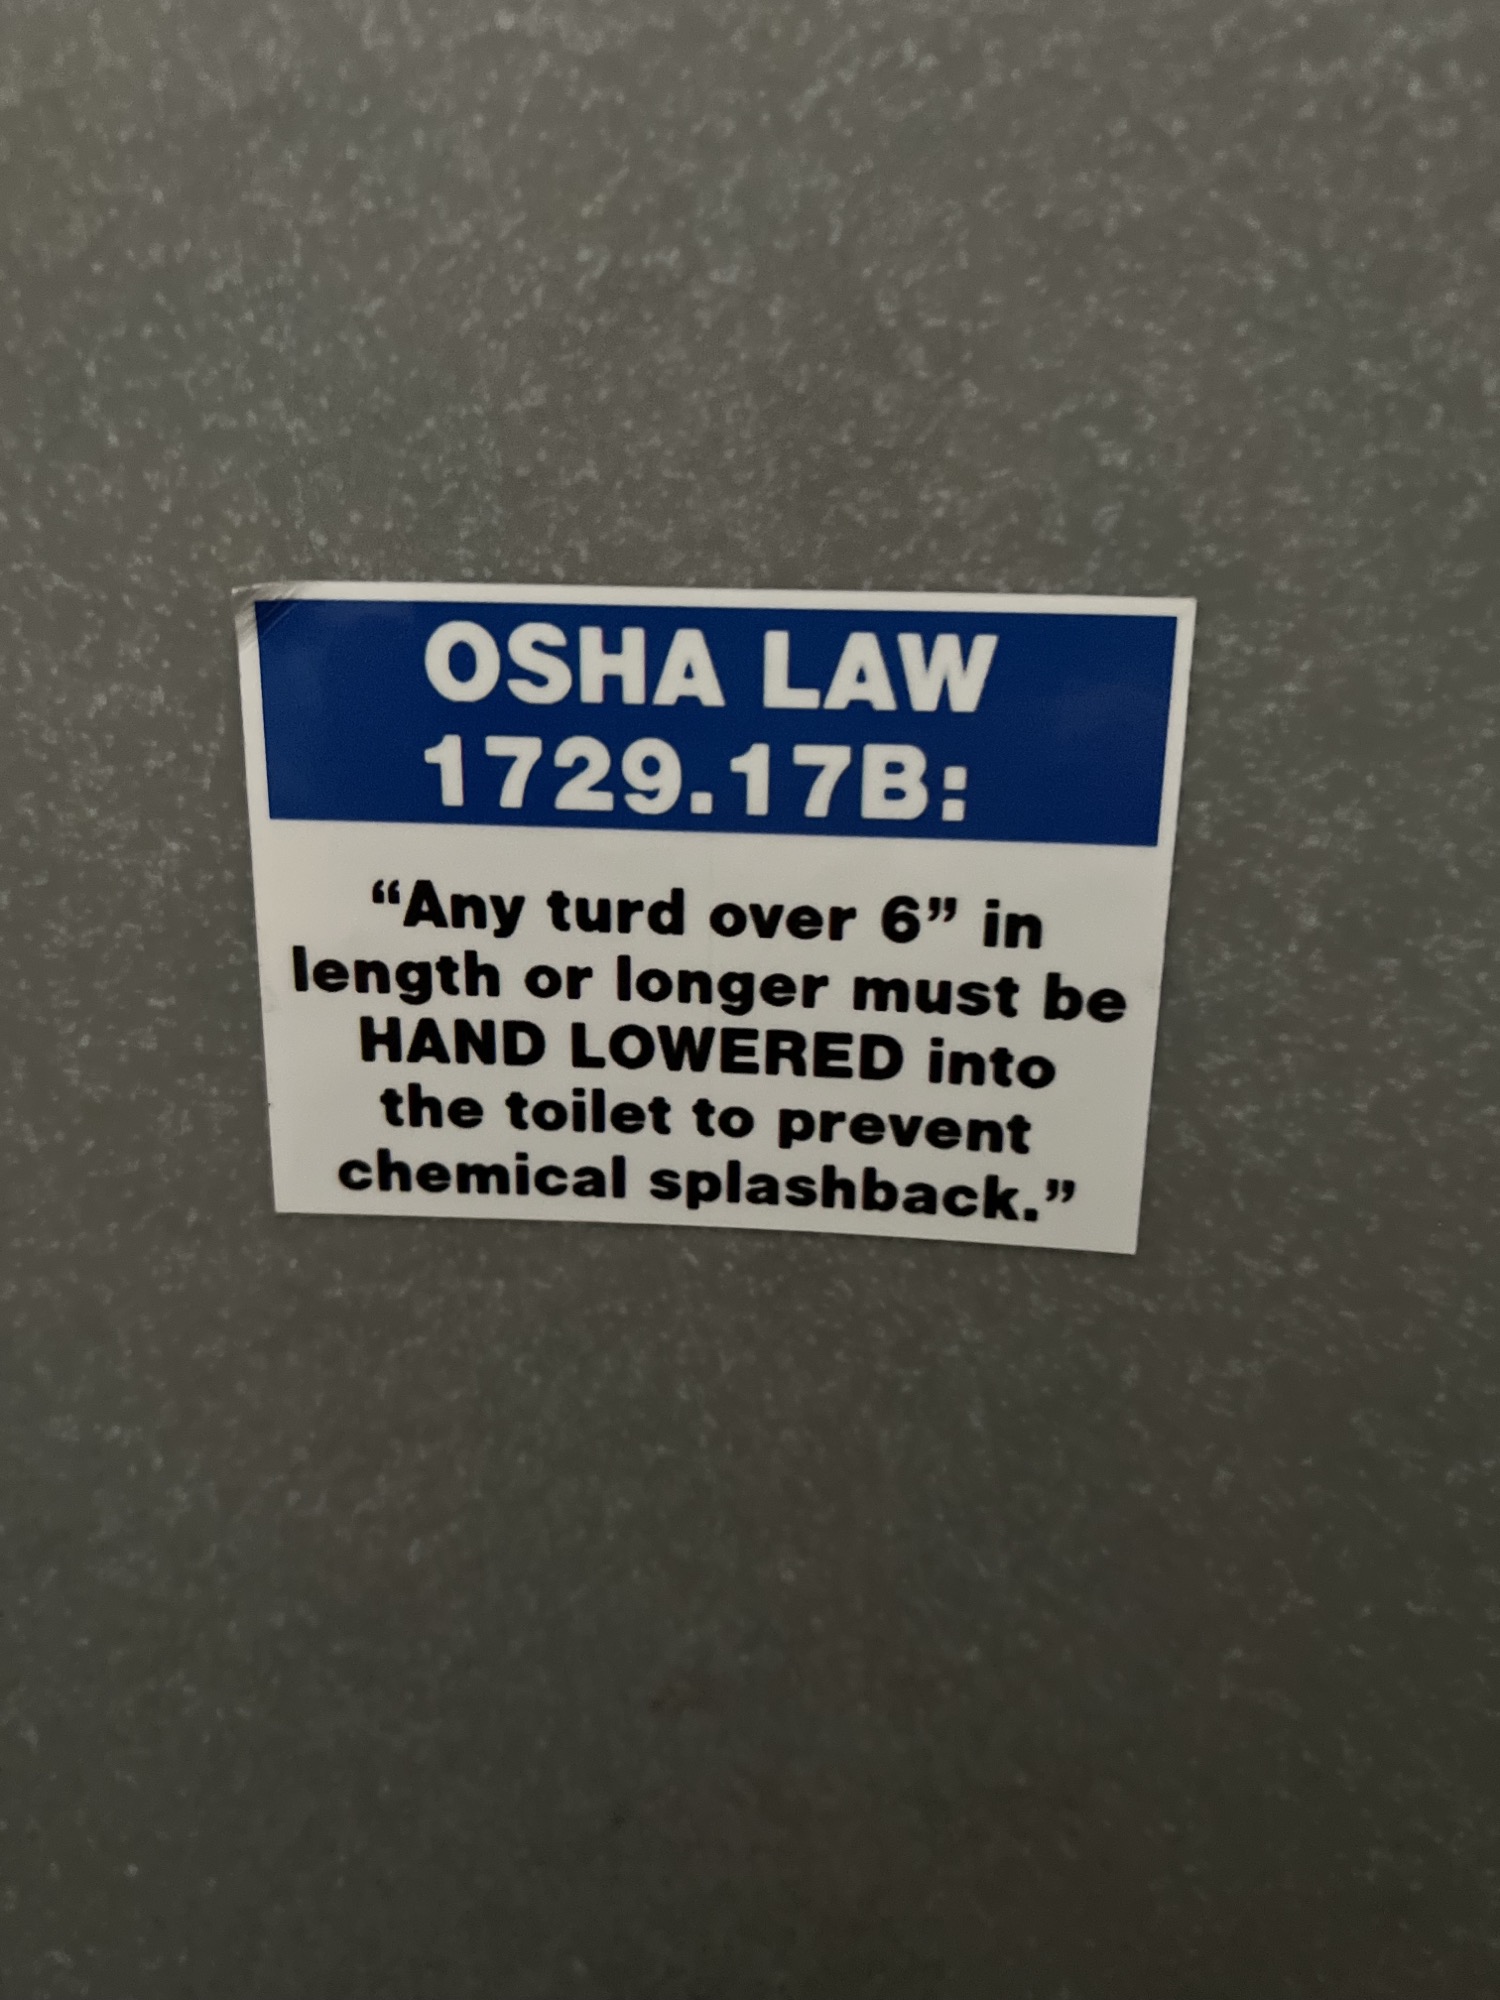 OSHA LAW
1729.17B:
“Any turd over 6” in
length or longer must be
HAND LOWERED into
the toilet to prevent
chemical splashback.”